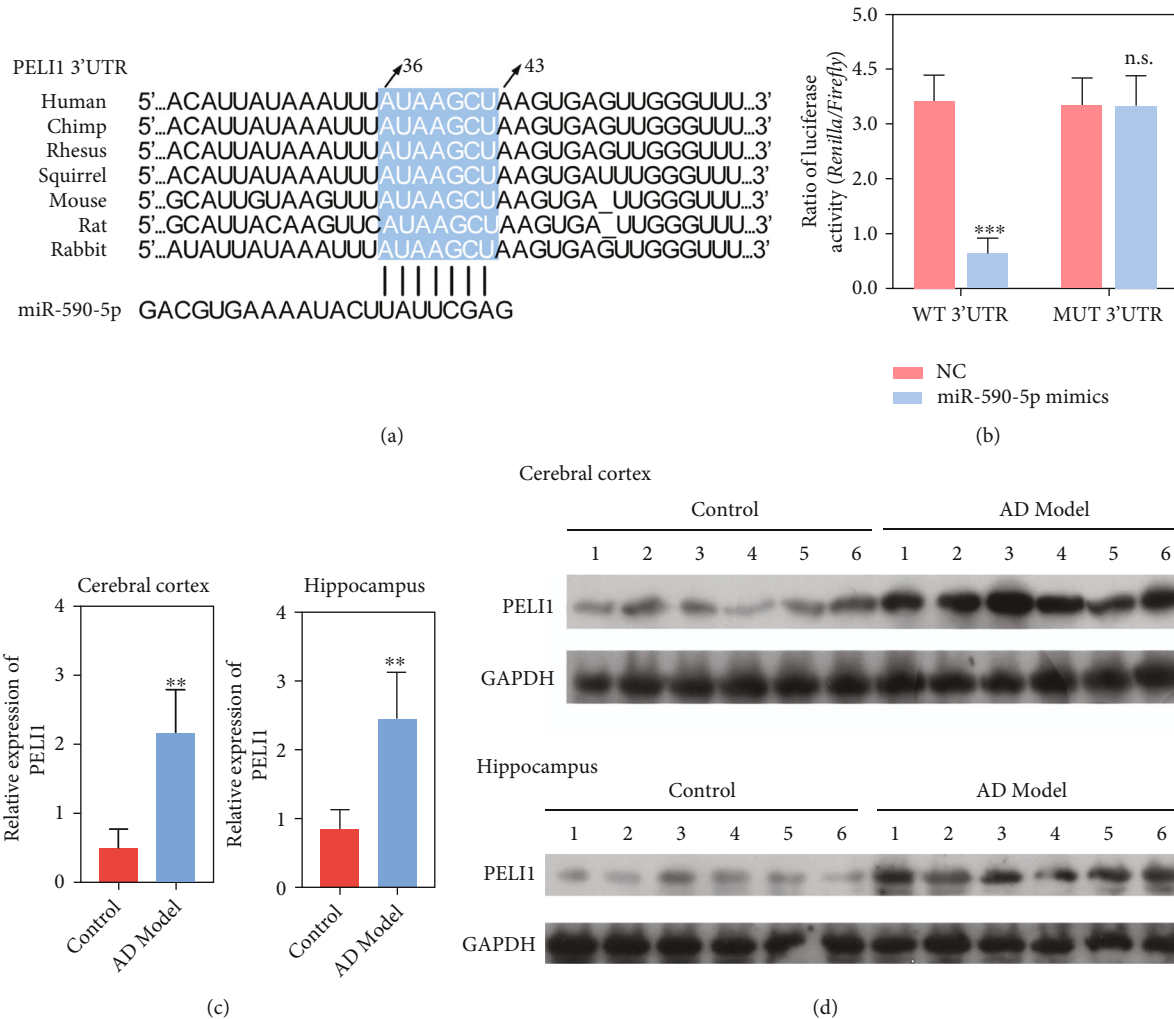 PELI1 3'UTR
36
43
Human 5'...ACAUUAUAAAUUUAUAAGCUAAGUGAGUUGGGUUU...3'
Chimp 5'...ACAUUAUAAAUUUAUAAGCUAAGUGAGUUGGGUUU...3'
Rhesus 5'...ACAUUAUAAAUUUAUAAGCUAAGUGAGUUGGGUUU...3'
Squirrel 5'...ACAUUAUAAAUUUAUAAGCUAAGUGAUUUGGGUUU...3'
Mouse 5'...GCAUUGUAAGUUUAUAAGCUAAGUGA_UUGGGUUU...3'
Rat 5'...GCAUUACAAGUUCAUAAGCUAAGUGA_UUGGGUUU...3'
Rabbit 5'...AUAUUAUAAAUUUAUAAGCUAAGUGAGUUGGGUUU...3'
miR-590-5p GACGUGAAAAUACUUAUUCGAG
(a)
Ratio of luciferase
activity (Renilla/Firefly)
4.5
3.0
5.0
1.0
0.0
***
n.s.
WT 3'UTR MUT 3'UTR
NC
miR-590-5p mimics
(b)
Cerebral cortex
Relative expression of
PELI1
4
3
2
1
0
**
Control
AD Model
Hippocampus
Relative expression of
PELI1
4
3
2
1
0
**
Control
AD Model
(c)
Cerebral cortex
Control AD Model
1 2 3 4 5 6 1 2 3 4 5 6
PELI1
GAPDH
Hippocampus
Control AD Model
1 2 3 4 5 6 1 2 3 4 5 6
PELI1
GAPDH
(d)